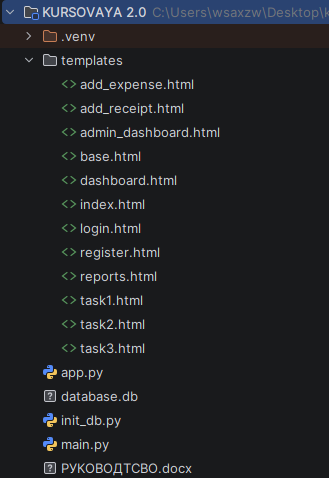 KURSOVAYA 2.0 C:\Users\wsaxzw\Desktop\k
.venv
templates
<> add_expense.html
<> add_receipt.html
<> admin_dashboard.html
<> base.html
<> dashboard.html
<> index.html
<> login.html
<> register.html
<> reports.html
<> task1.html
<> task2.html
<> task3.html
app.py
? database.db
init_db.py
main.py
? РУКОВОДТСВО.docx